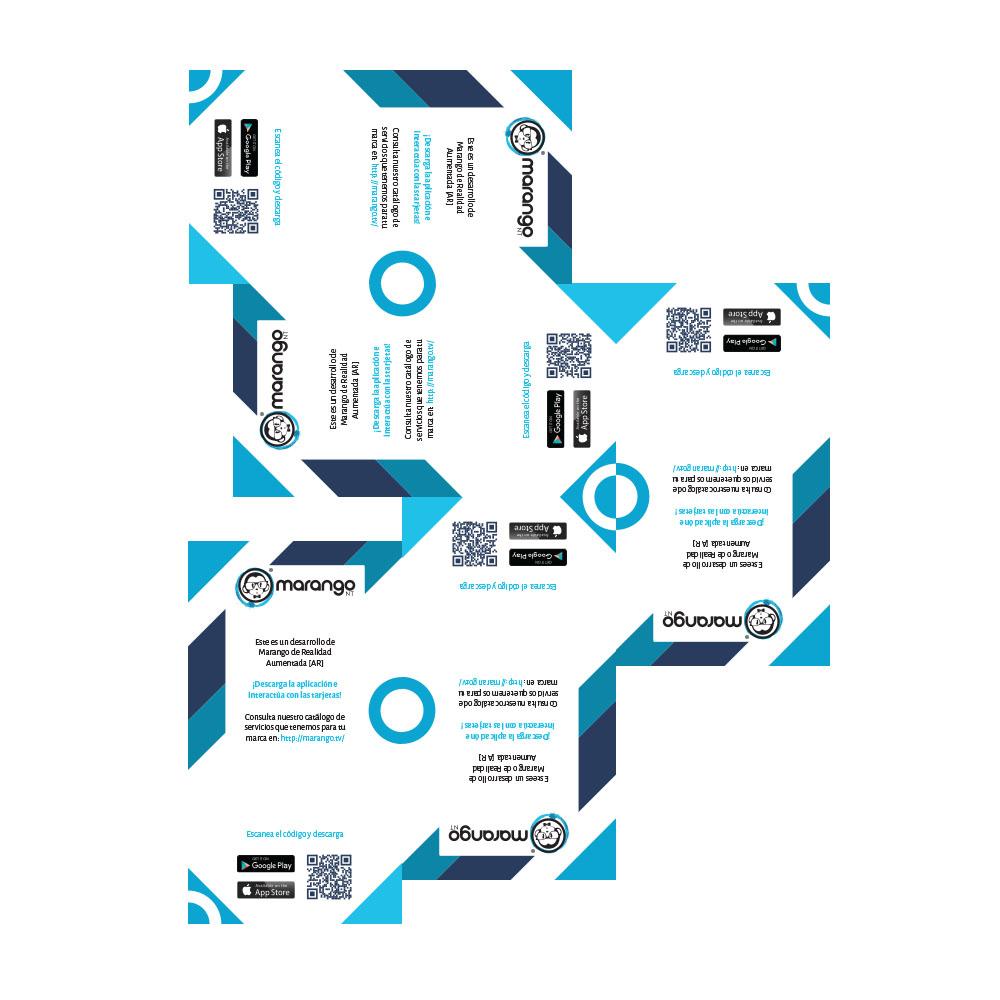 Escanea el código y descarga
GET IT ON
Google Play
Available on the
App Store
Consulta nuestro catálogo de
servicios que tenemos para tu
marca en: http://marango.tv/
¡Descarga la aplicación e
interactúa con las tarjetas!
Este es un desarrollo de
Marango de Realidad
Aumentada [AR]
marango
NT
marango
NT
Este es un desarrollo de
Marango de Realidad
Aumentada [AR]
¡Descarga la aplicación e
interactúa con las tarjetas!
Consulta nuestro catálogo de
servicios que tenemos para tu
marca en: http://marango.tv/
Escanea el código y descarga
GET IT ON
Google Play
Available on the
App Store
marango
NT
Este es un desarrollo de
Marango de Realidad
Aumentada [AR]
¡Descarga la aplicación e
interactúa con las tarjetas!
Consulta nuestro catálogo de
servicios que tenemos para tu
marca en: http://marango.tv/
Escanea el código y descarga
GET IT ON
Google Play
Available on the
App Store
marango
NT
Este es un desarrollo de
Marango de Realidad
Aumentada [AR]
¡Descarga la aplicación e
interactúa con las tarjetas!
Consulta nuestro catálogo de
servicios que tenemos para tu
marca en: http://marango.tv/
Escanea el código y descarga
GET IT ON
Google Play
Available on the
App Store
marango
NT
Este es un desarrollo de
Marango de Realidad
Aumentada [AR]
¡Descarga la aplicación e
interactúa con las tarjetas!
Consulta nuestro catálogo de
servicios que tenemos para tu
marca en: http://marango.tv/
Escanea el código y descarga
GET IT ON
Google Play
Available on the
App Store